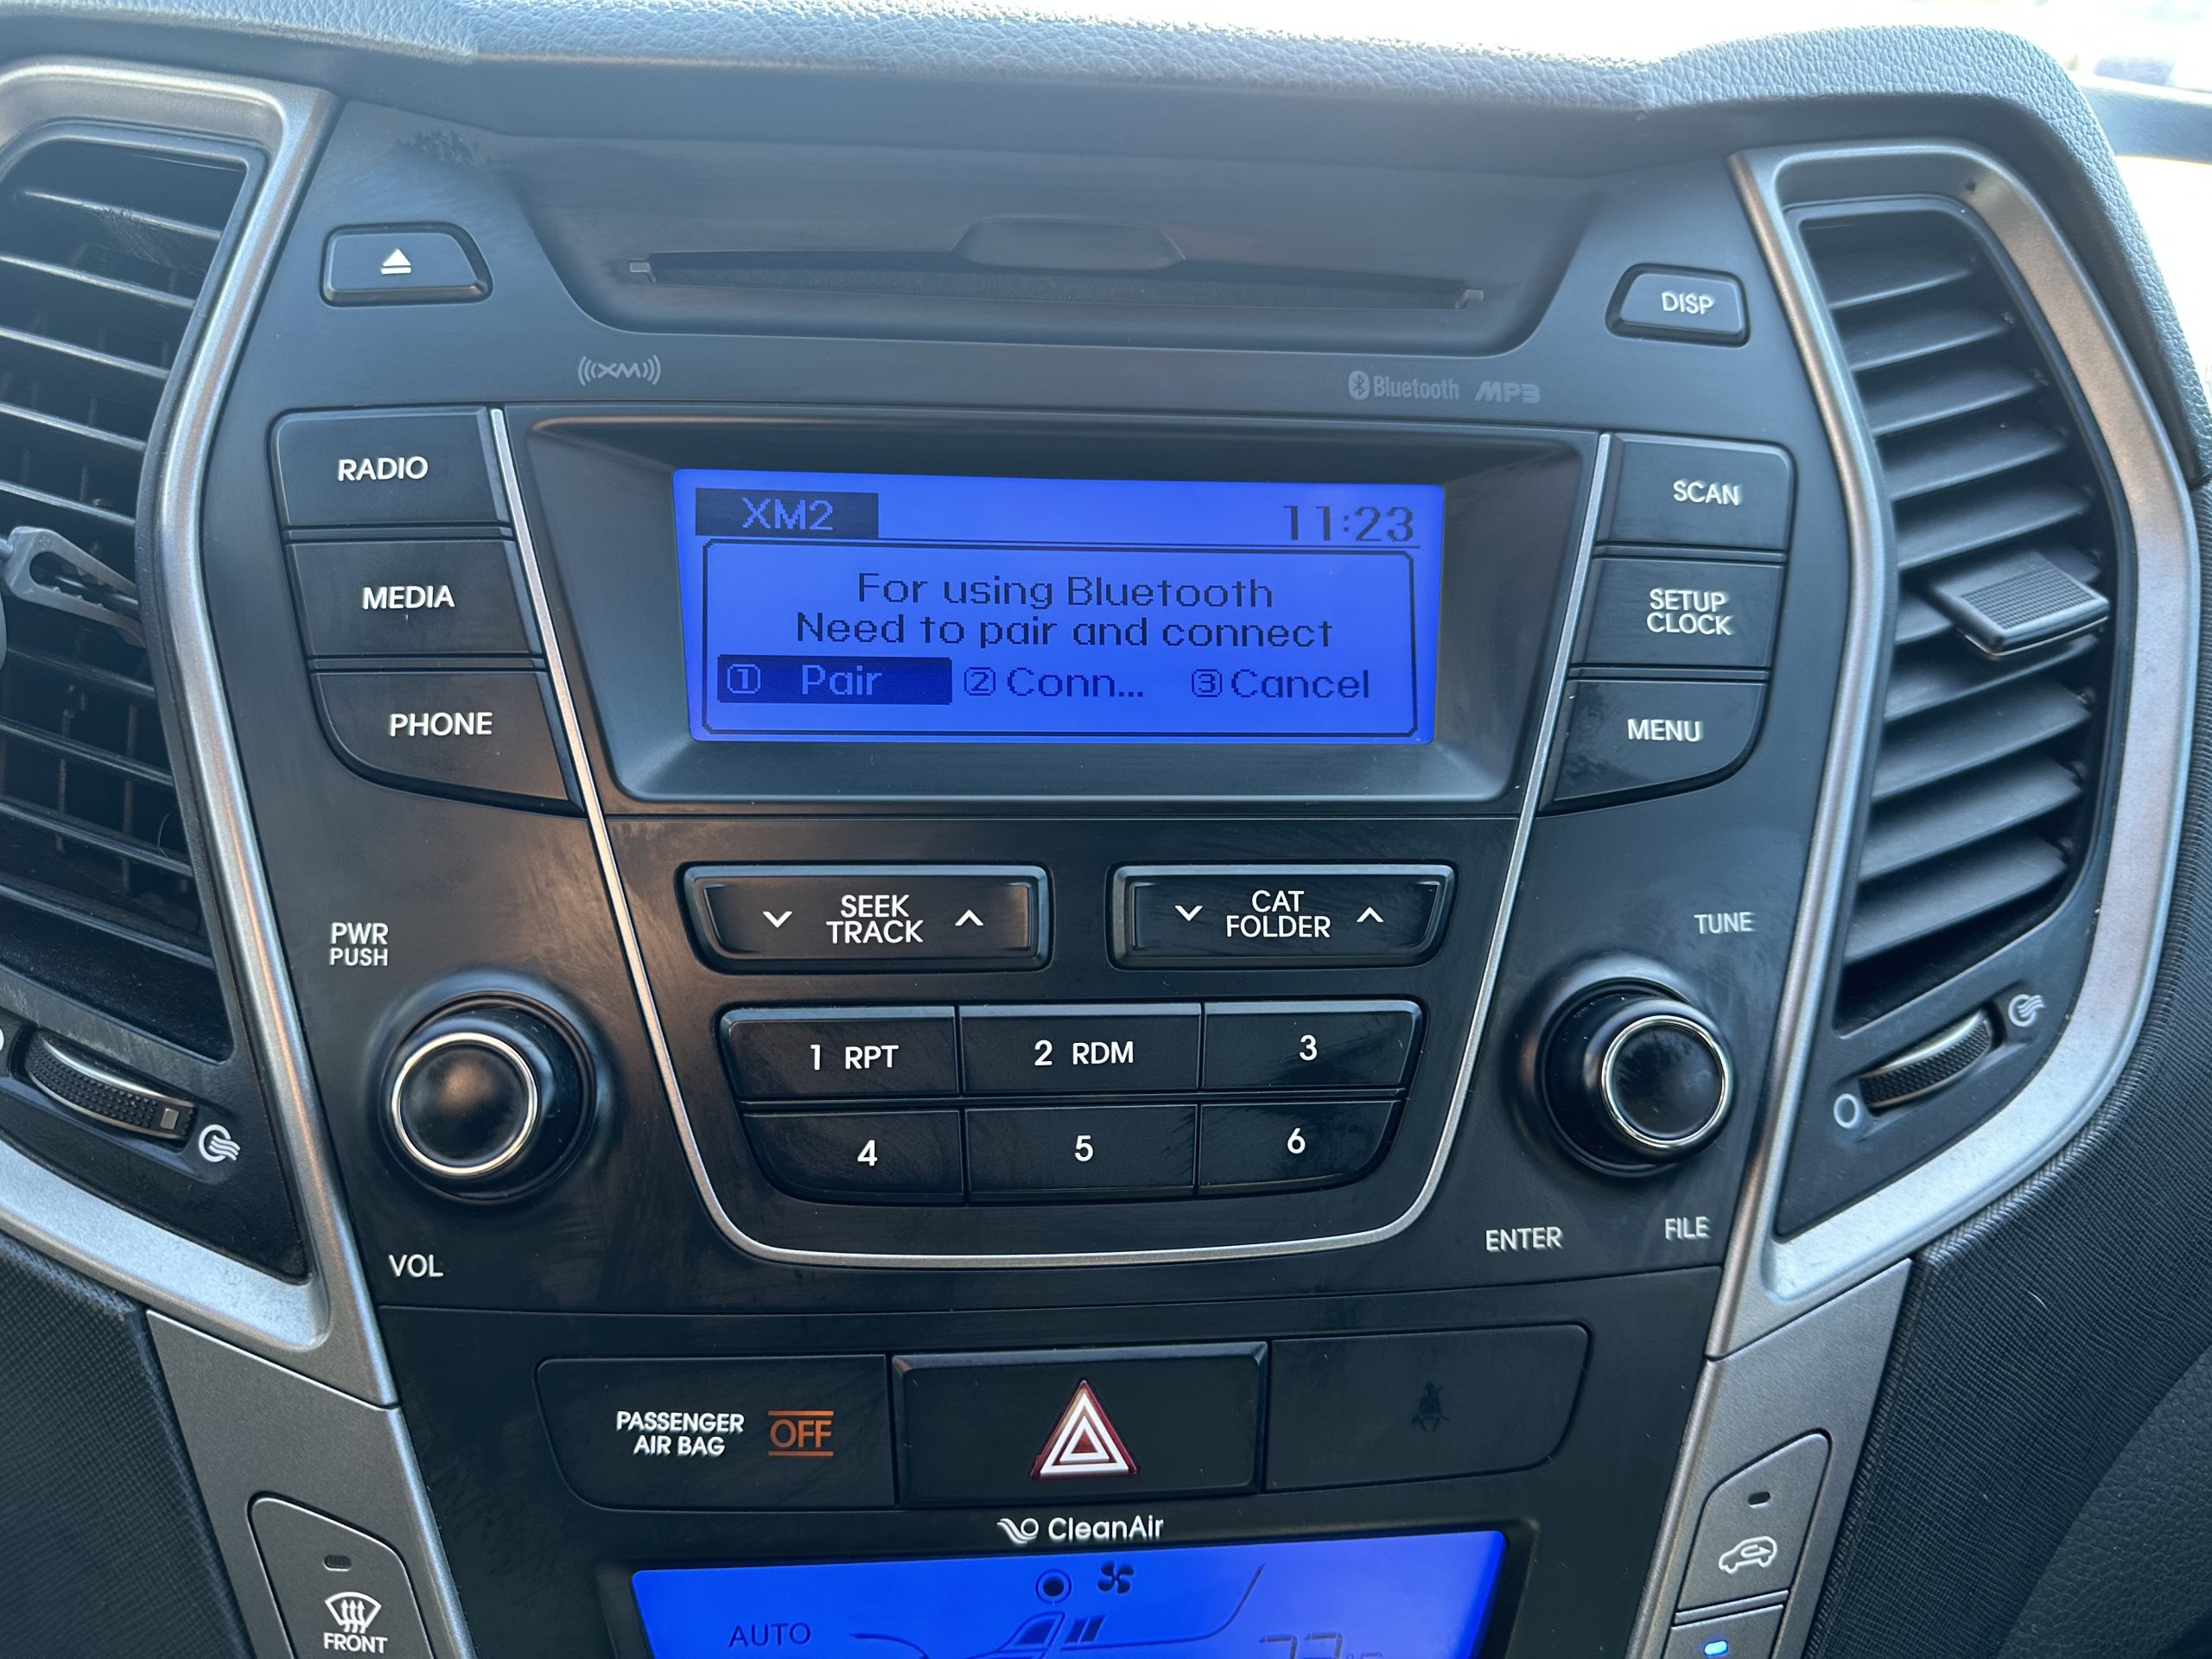 DISP
XM
Bluetooth MP3
RADIO
MEDIA
PHONE
XM2 11:23
For using Bluetooth
Need to pair and connect
① Pair ② Conn... ③ Cancel
SCAN
SETUP
CLOCK
MENU
PWR
PUSH
SEEK
TRACK
CAT
FOLDER
TUNE
1 RPT
2 RDM
3
4
5
6
VOL
ENTER
FILE
PASSENGER
AIR BAG
OFF
CleanAir
AUTO
FRONT